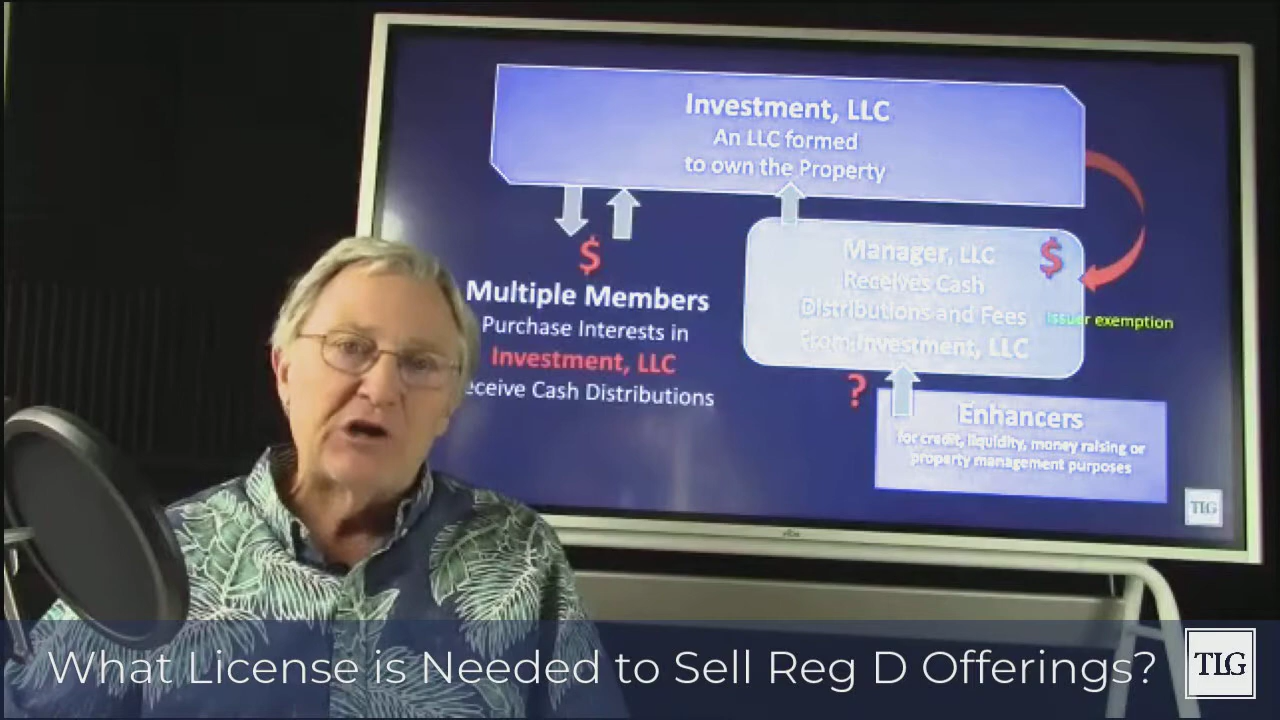 Investment, LLC
An LLC formed
to own the Property
$
Multiple Members
Purchase Interests in
Investment, LLC
eceive Cash Distributions
Manager, LLC
$
Receives Cash
Distributions and Fees
From Investment, LLC
Issuer exemption
?
Enhancers
for credit, liquidity, money raising or
property management purposes
TLG
What License is Needed to Sell Reg D Offerings?
TLG